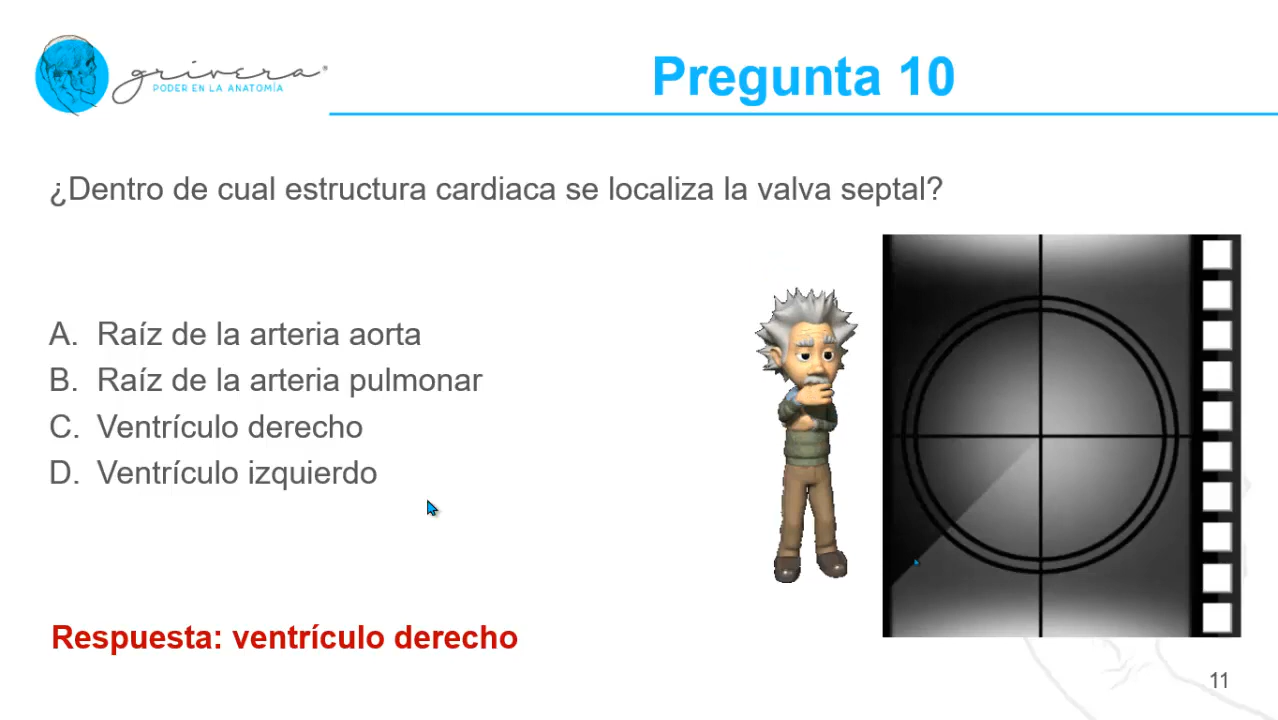 grivera®
PODER EN LA ANATOMÍA
Pregunta 10
¿Dentro de cual estructura cardiaca se localiza la valva septal?
A. Raíz de la arteria aorta
B. Raíz de la arteria pulmonar
C. Ventrículo derecho
D. Ventrículo izquierdo
Respuesta: ventrículo derecho
11